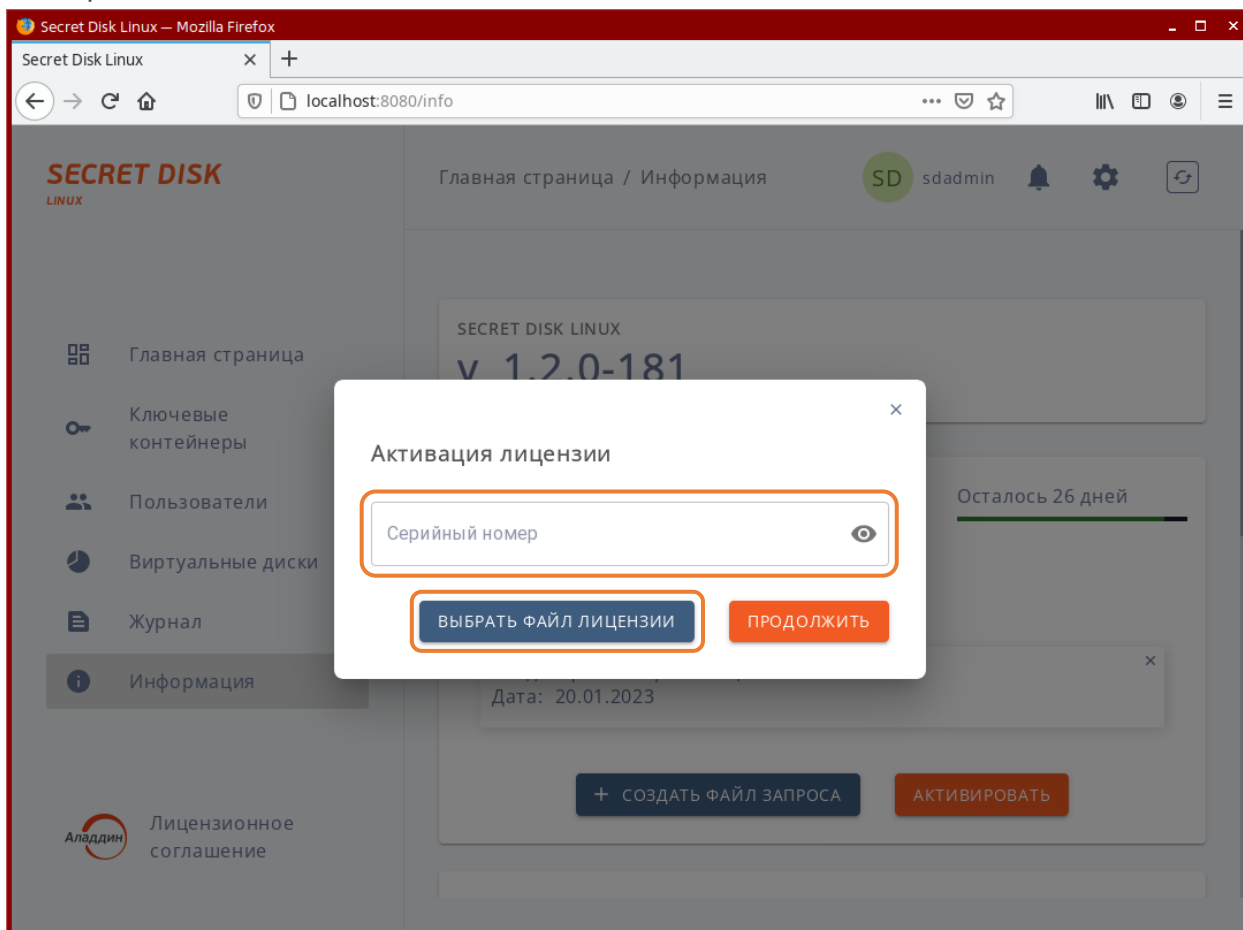 Secret Disk Linux — Mozilla Firefox
Secret Disk Linux
localhost:8080/info
SECRET DISK
LINUX
Главная страница / Информация
SD sdadmin
Главная страница
Ключевые
контейнеры
Пользователи
Виртуальные диски
Журнал
Информация
Аладдин
Лицензионное
соглашение
SECRET DISK LINUX
v 1.2.0-181
Осталось 26 дней
Активация лицензии
Серийный номер
ВЫБРАТЬ ФАЙЛ ЛИЦЕНЗИИ
ПРОДОЛЖИТЬ
Дата: 20.01.2023
+ СОЗДАТЬ ФАЙЛ ЗАПРОСА
АКТИВИРОВАТЬ